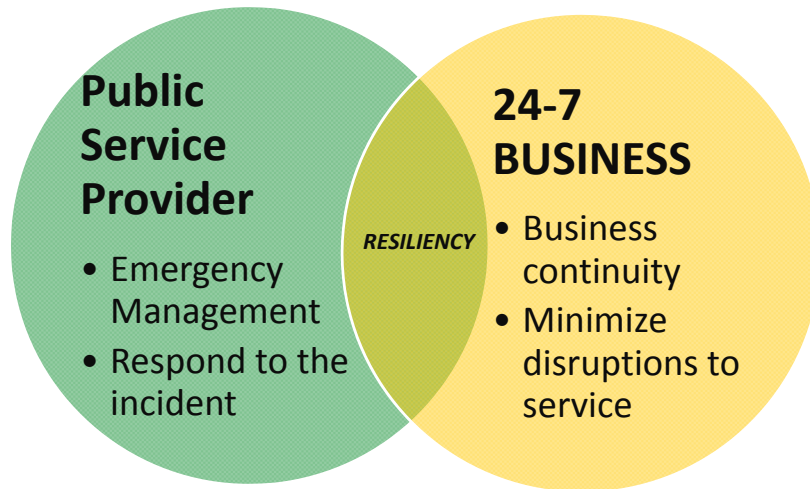 Public
Service
Provider
• Emergency
Management
• Respond to the
incident
RESILIENCY
24-7
BUSINESS
• Business
continuity
• Minimize
disruptions to
service